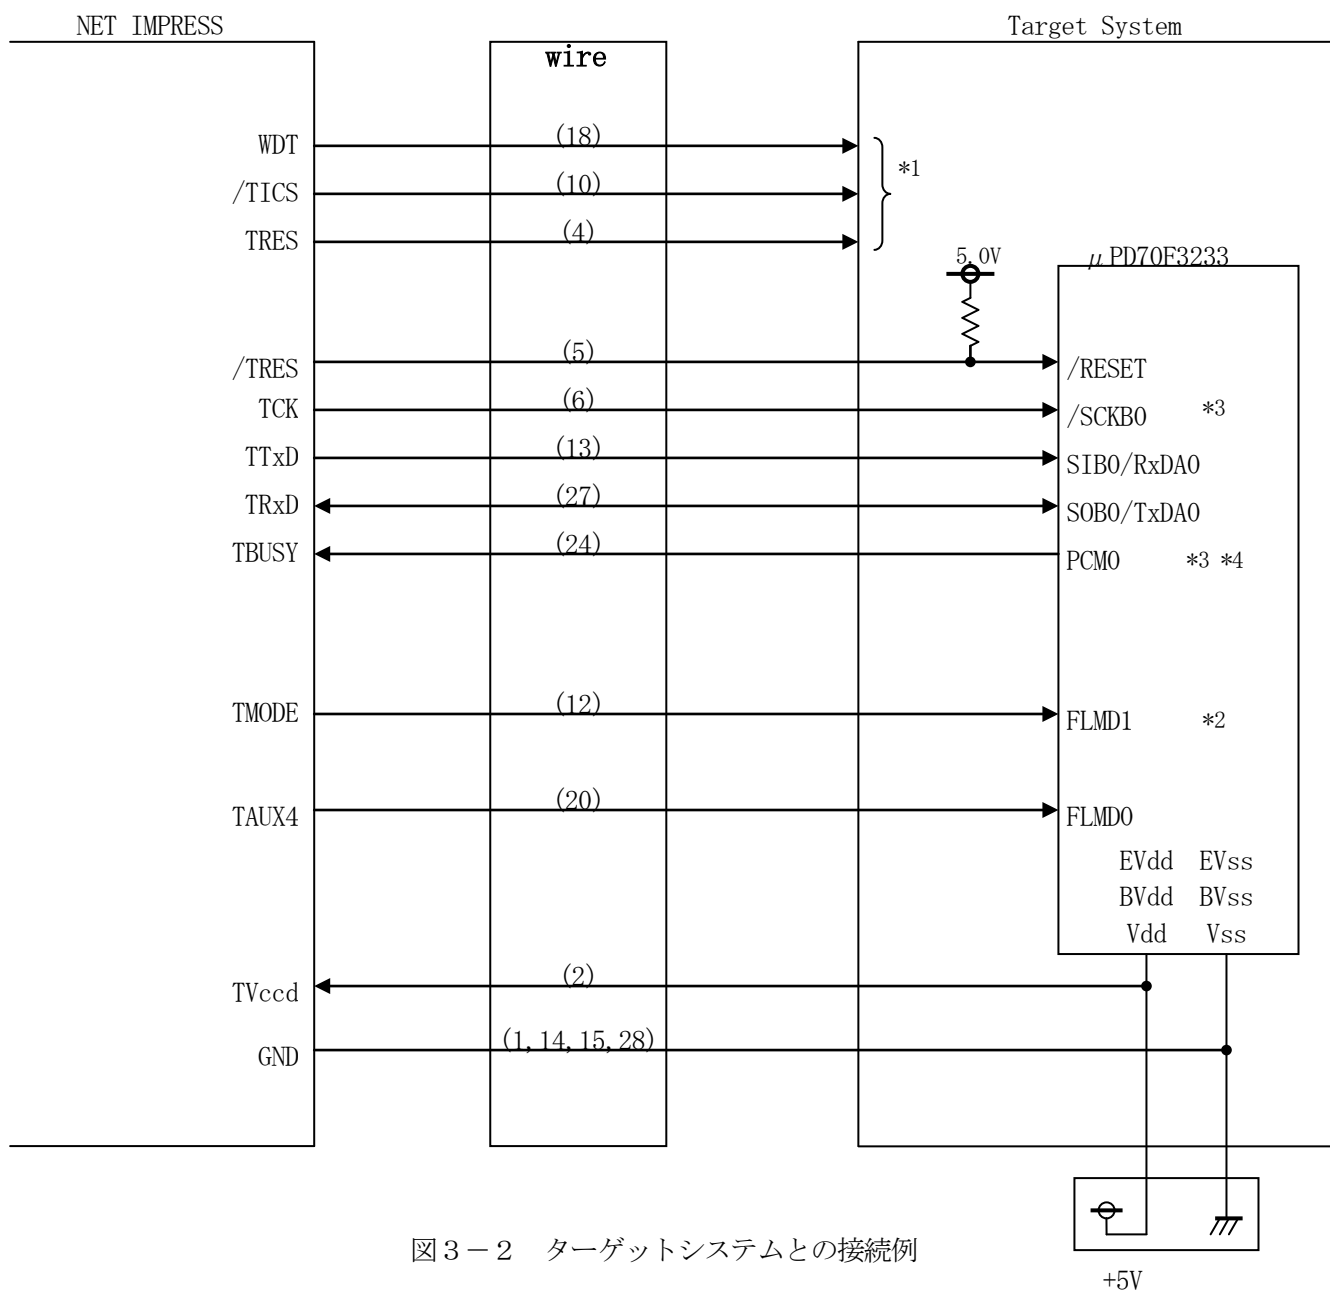 NET IMPRESS
Target System
wire
WDT (18)
*1
/TICS (10)
TRES (4)
5.0V
μPD70F3233
/TRES (5) /RESET
TCK (6) /SCKB0 *3
TTxD (13) SIB0/RxDA0
TRxD (27) SOB0/TxDA0
TBUSY (24) PCM0 *3 *4
TMODE (12) FLMD1 *2
TAUX4 (20) FLMD0
EVdd EVss
BVdd BVss
Vdd Vss
TVccd (2)
GND (1,14,15,28)
図3－2　ターゲットシステムとの接続例
+5V